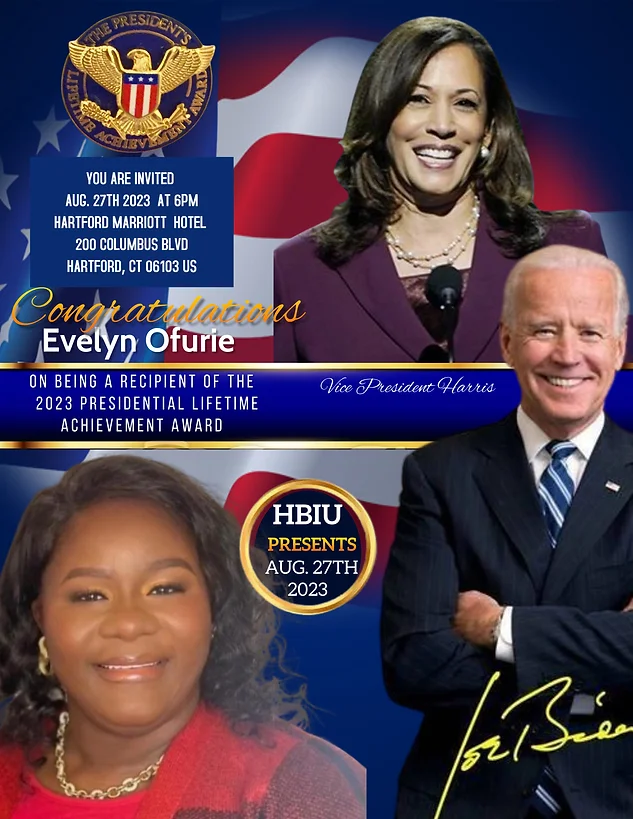 THE PRESIDENT'S
LIFETIME ACHIEVEMENT AWARD
YOU ARE INVITED
AUG. 27TH 2023 AT 6PM
HARTFORD MARRIOTT HOTEL
200 COLUMBUS BLVD
HARTFORD, CT 06103 US
Congratulations
Evelyn Ofurie
ON BEING A RECIPIENT OF THE
2023 PRESIDENTIAL LIFETIME
ACHIEVEMENT AWARD
Vice President Harris
HBIU
PRESENTS
AUG. 27TH
2023
Joe Biden